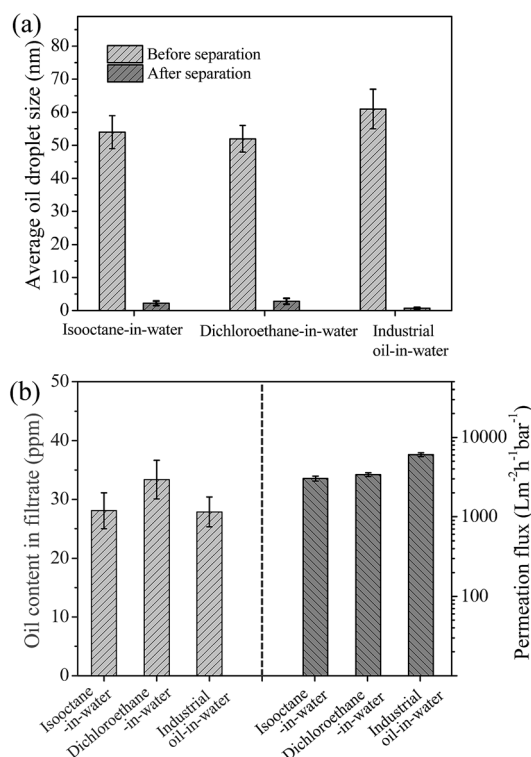 (a)
90
80
70
60
50
40
30
20
10
0
Average oil droplet size (nm)
Before separation
After separation
Isooctane-in-water
Dichloroethane-in-water
Industrial
oil-in-water
(b)
50
40
30
20
10
0
Oil content in filtrate (ppm)
10000
1000
100
Permeation flux (Lm⁻²h⁻¹bar⁻¹)
Isooctane
-in-water
Dichloroethane
-in-water
Industrial
oil-in-water
Isooctane
-in-water
Dichloroethane
-in-water
Industrial
oil-in-water